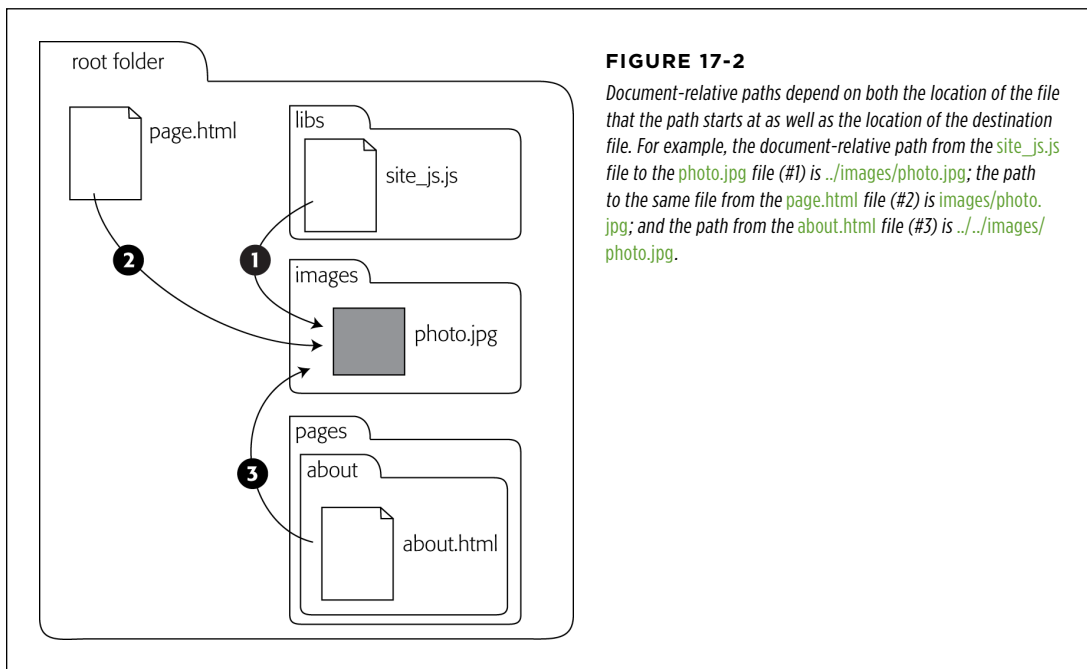 root folder
page.html
libs
site_js.js
2
1
images
photo.jpg
pages
3
about
about.html
FIGURE 17-2
Document-relative paths depend on both the location of the file
that the path starts at as well as the location of the destination
file. For example, the document-relative path from the site_js.js
file to the photo.jpg file (#1) is ../images/photo.jpg; the path
to the same file from the page.html file (#2) is images/photo.
jpg; and the path from the about.html file (#3) is ../../images/
photo.jpg.